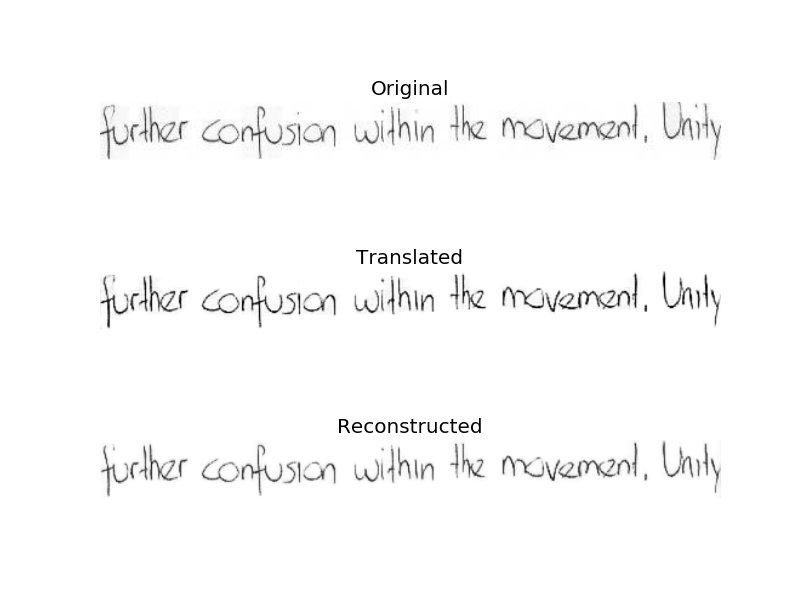 Original
further confusion within the movement. Unity
Translated
further confusion within the movement. Unity
Reconstructed
further confusion within the movement. Unity